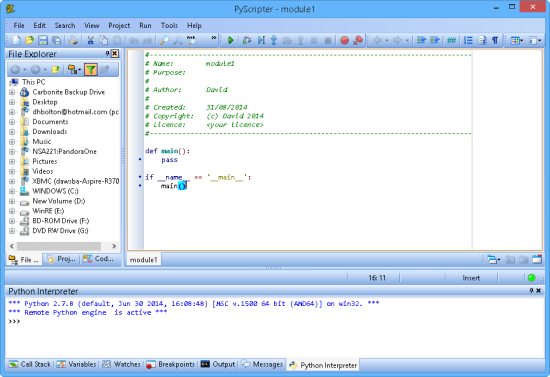 PyScripter - module1
File Edit Search View Project Run Tools Help
File Explorer
This PC
Carbonite Backup Drive
Desktop
dhbolton@hotmail.com (pc
Documents
Downloads
Music
NSA221:PandoraOne
Pictures
Videos
XBMC (dawsba-Aspire-R370
WINDOWS (C:)
New Volume (D:)
WinRE (E:)
BD-ROM Drive (F:)
DVD RW Drive (G:)
File ... Proj... Cod...
#-------------------------------------------------------------------------------
# Name: module1
# Purpose:
#
# Author: David
#
# Created: 31/08/2014
# Copyright: (c) David 2014
# Licence: <your licence>
#-------------------------------------------------------------------------------
def main():
pass
if __name__ == '__main__':
main()
module1
16: 11 Insert
Python Interpreter
*** Python 2.7.8 (default, Jun 30 2014, 16:08:48) [MSC v.1500 64 bit (AMD64)] on win32. ***
*** Remote Python engine is active ***
>>>
Call Stack Variables Watches Breakpoints Output Messages Python Interpreter